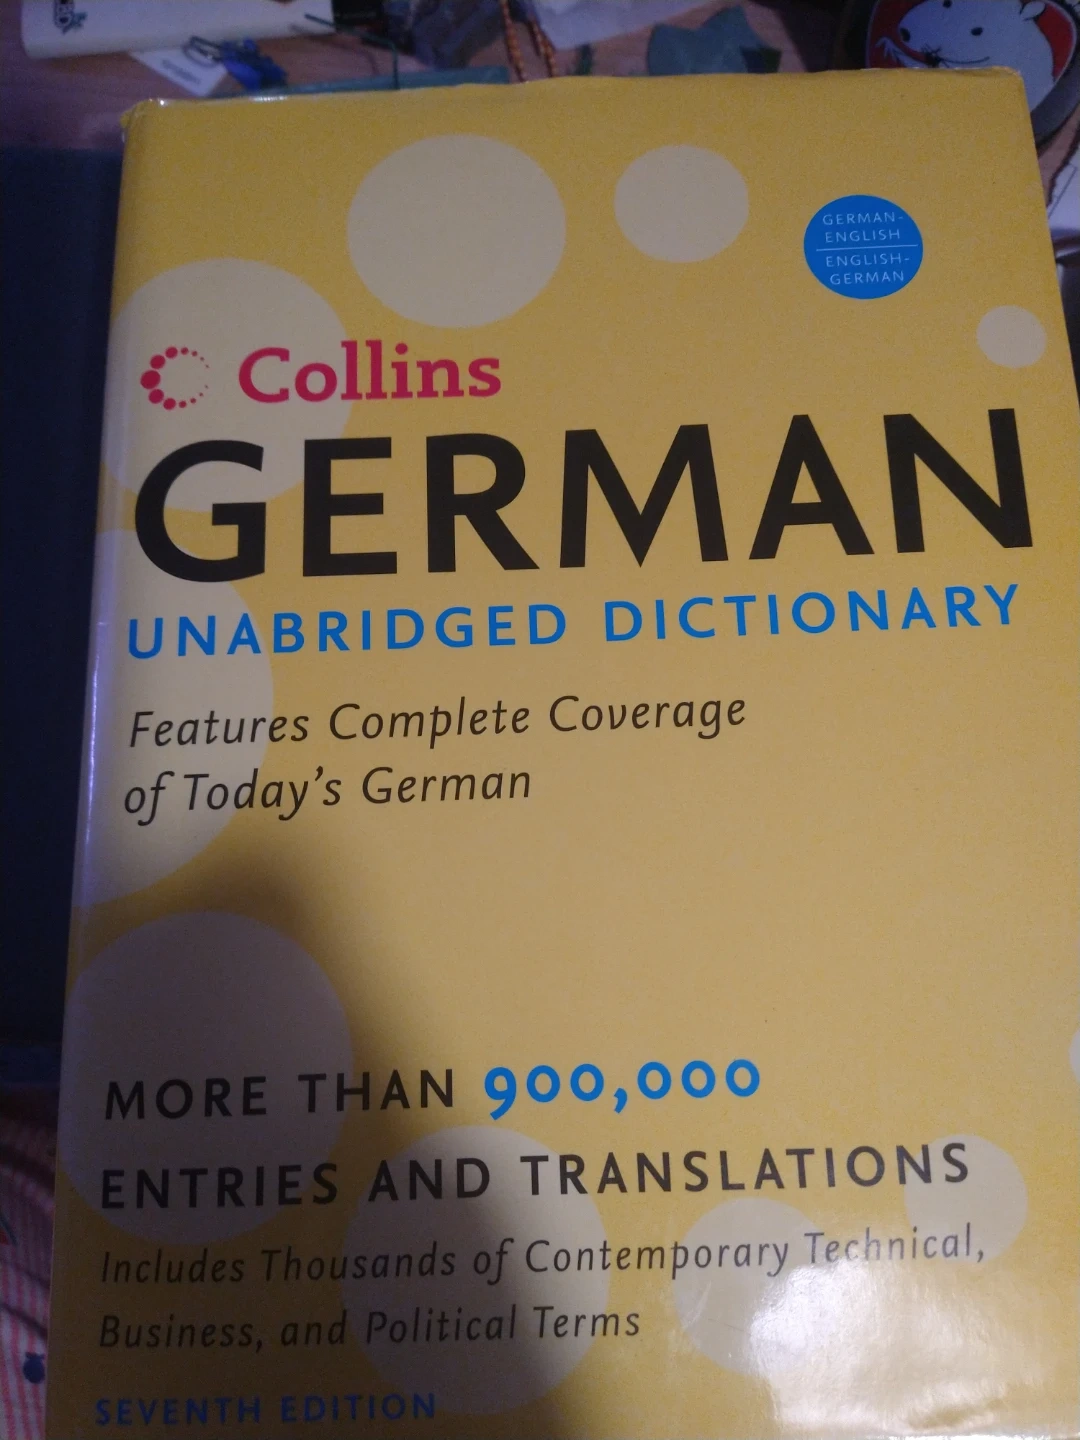 GERMAN-
ENGLISH
ENGLISH-
GERMAN
Collins
GERMAN
UNABRIDGED DICTIONARY
Features Complete Coverage
of Today's German
MORE THAN 900,000
ENTRIES AND TRANSLATIONS
Includes Thousands of Contemporary Technical,
Business, and Political Terms
SEVENTH EDITION